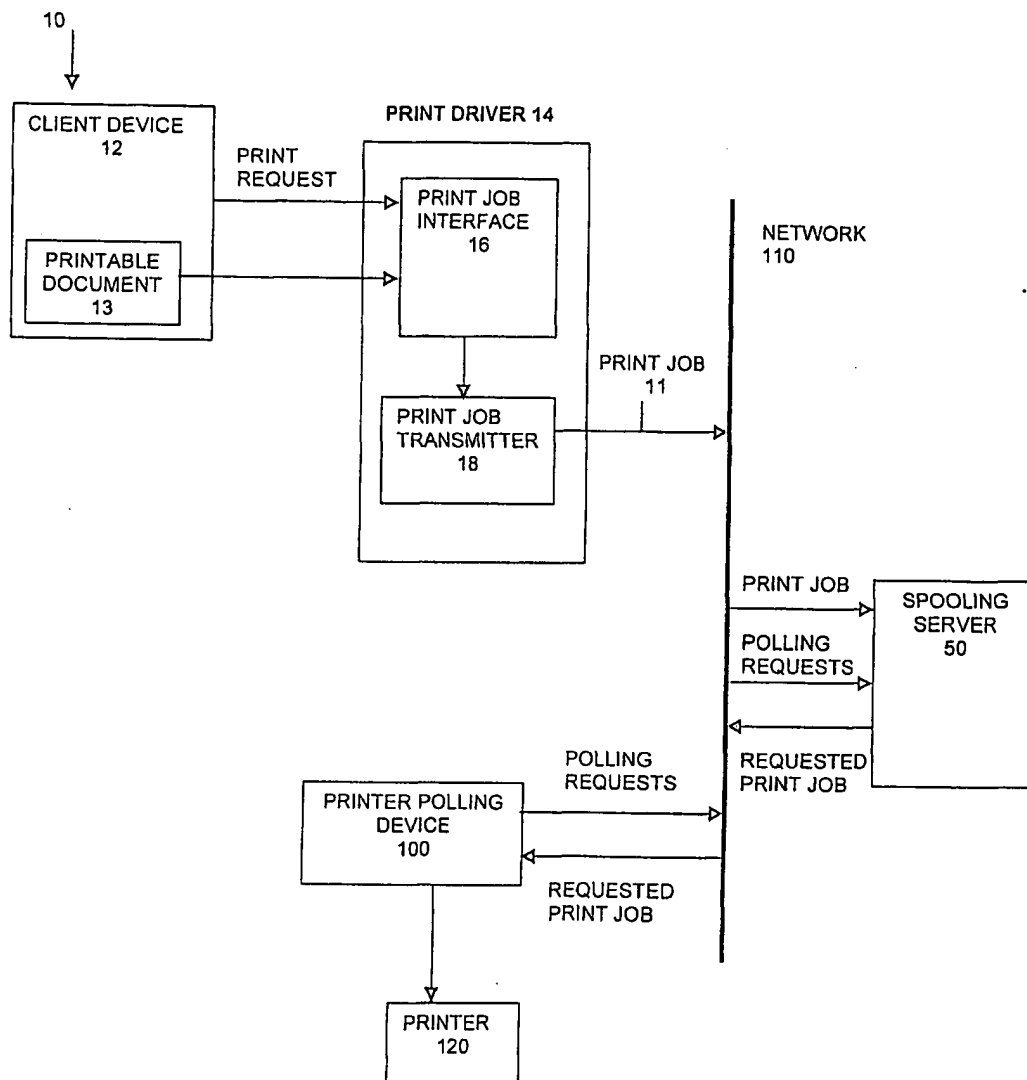 10
CLIENT DEVICE
12
PRINTABLE
DOCUMENT
13
PRINT
REQUEST
PRINT DRIVER 14
PRINT JOB
INTERFACE
16
PRINT JOB
TRANSMITTER
18
PRINT JOB
11
NETWORK
110
PRINT JOB
POLLING
REQUESTS
REQUESTED
PRINT JOB
SPOOLING
SERVER
50
POLLING
REQUESTS
PRINTER POLLING
DEVICE
100
REQUESTED
PRINT JOB
PRINTER
120